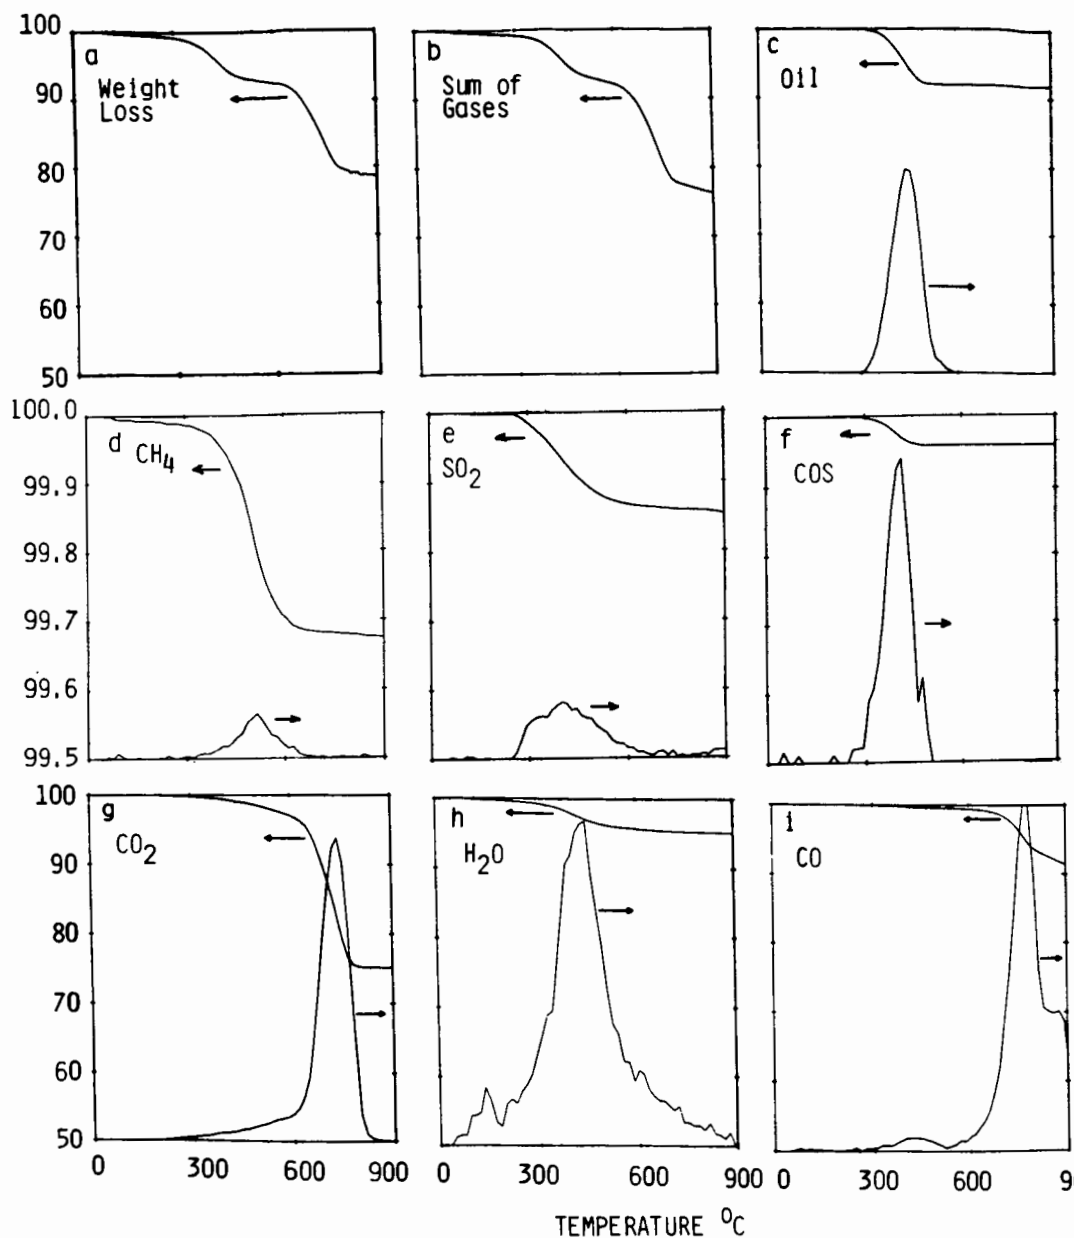 100
90
80
70
60
50
a
Weight
Loss
b
Sum of
Gases
c
Oil
100.0
99.9
99.8
99.7
99.6
99.5
d
CH4
e
SO2
f
COS
100
90
80
70
60
50
g
CO2
h
H2O
i
CO
0 300 600 900
0 300 600 900
0 300 600 9
TEMPERATURE °C